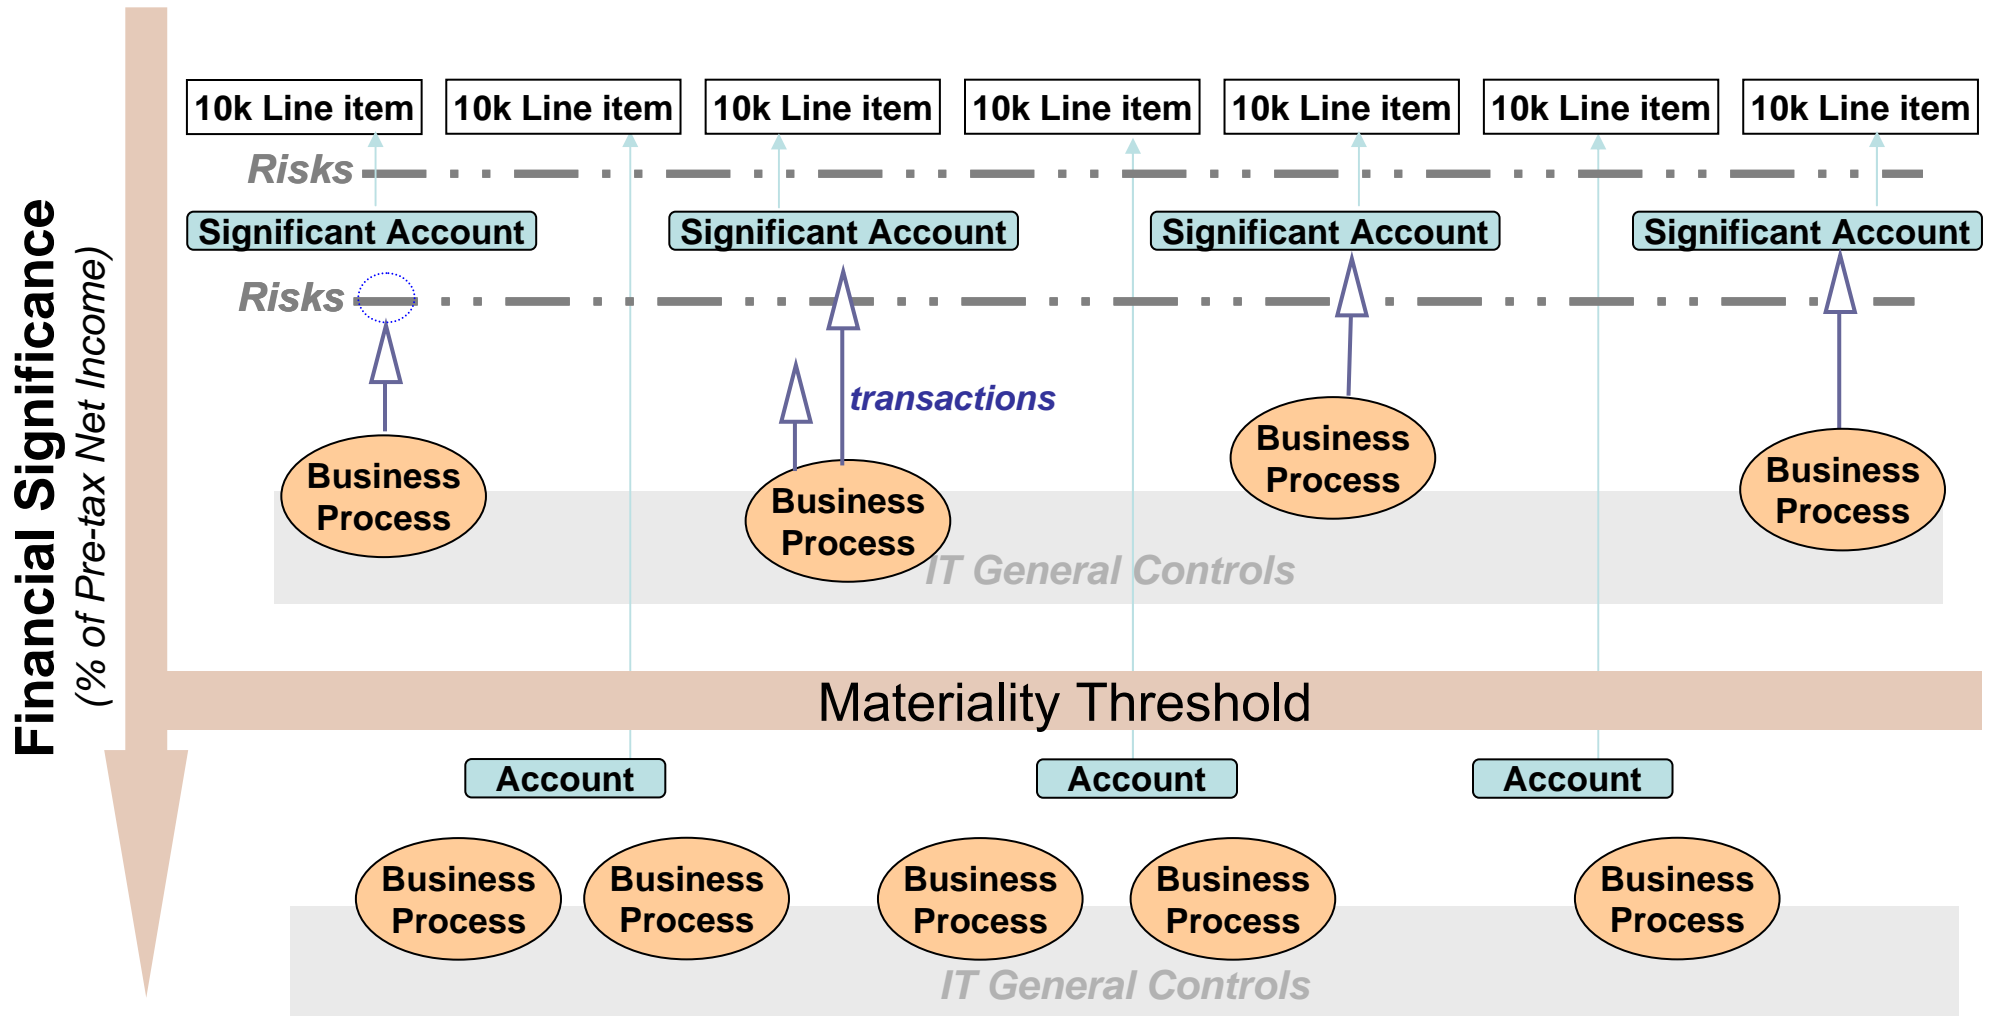 Financial Significance
(% of Pre-tax Net Income)
10k Line item
10k Line item
10k Line item
10k Line item
10k Line item
10k Line item
10k Line item
Risks
Significant Account
Significant Account
Significant Account
Significant Account
Risks
transactions
Business
Process
Business
Process
Business
Process
Business
Process
IT General Controls
Materiality Threshold
Account
Account
Account
Business
Process
Business
Process
Business
Process
Business
Process
Business
Process
IT General Controls